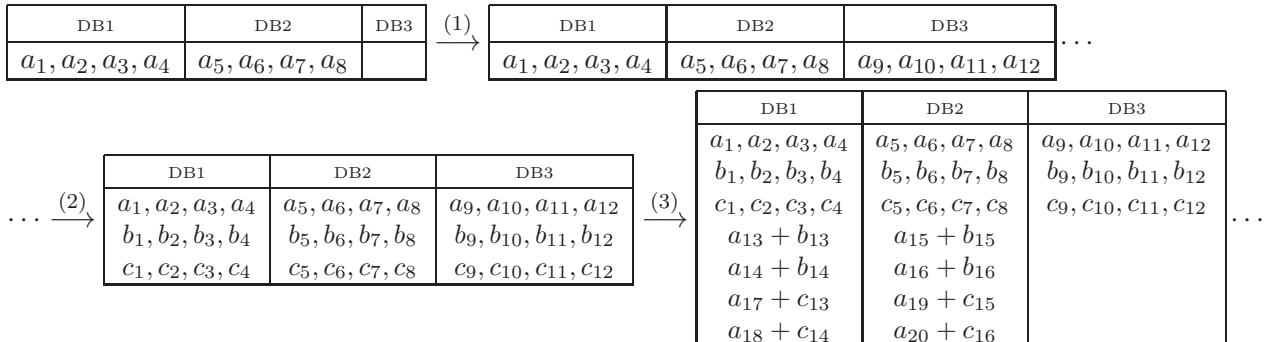 DB1 DB2 DB3 (1) DB1 DB2 DB3
a₁, a₂, a₃, a₄ a₅, a₆, a₇, a₈ ⟶ a₁, a₂, a₃, a₄ a₅, a₆, a₇, a₈ a₉, a₁₀, a₁₁, a₁₂ ⋯
DB1 DB2 DB3
a₁, a₂, a₃, a₄ a₅, a₆, a₇, a₈ a₉, a₁₀, a₁₁, a₁₂
DB1 DB2 DB3 b₁, b₂, b₃, b₄ b₅, b₆, b₇, b₈ b₉, b₁₀, b₁₁, b₁₂
⋯ (2) ⟶ a₁, a₂, a₃, a₄ a₅, a₆, a₇, a₈ a₉, a₁₀, a₁₁, a₁₂ (3) ⟶ c₁, c₂, c₃, c₄ c₅, c₆, c₇, c₈ c₉, c₁₀, c₁₁, c₁₂ ⋯
b₁, b₂, b₃, b₄ b₅, b₆, b₇, b₈ b₉, b₁₀, b₁₁, b₁₂ a₁₃ + b₁₃ a₁₅ + b₁₅
c₁, c₂, c₃, c₄ c₅, c₆, c₇, c₈ c₉, c₁₀, c₁₁, c₁₂ a₁₄ + b₁₄ a₁₆ + b₁₆
a₁₇ + c₁₃ a₁₉ + c₁₅
a₁₈ + c₁₄ a₂₀ + c₁₆